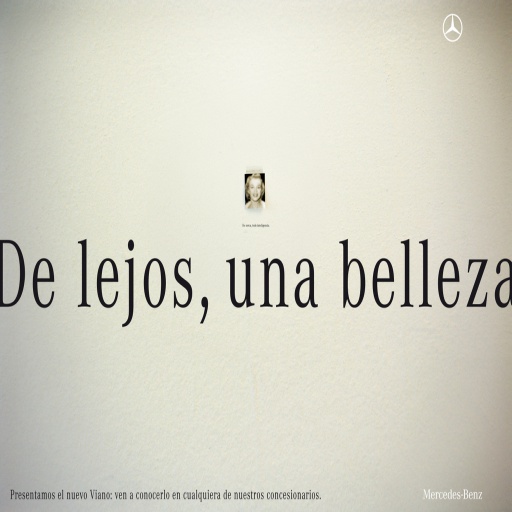 De lejos, una belleza
Presentamos el nuevo Viano: ven a conocerlo en cualquiera de nuestros concesionarios.
Mercedes-Benz